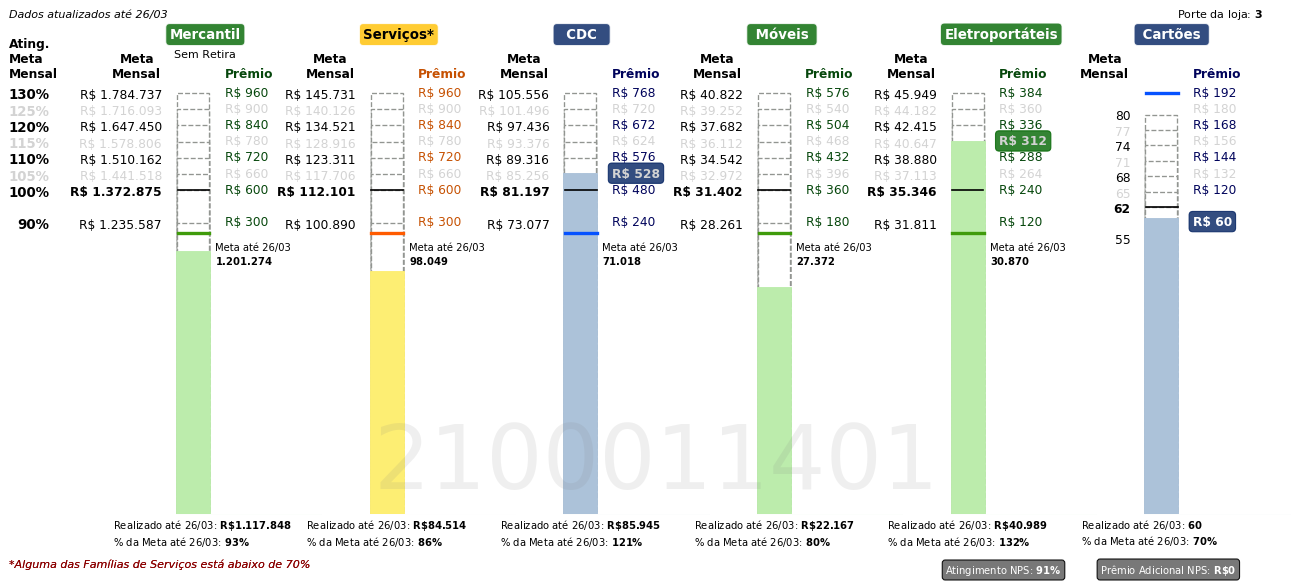 Dados atualizados até 26/03
Porte da loja: 3
Mercantil Serviços* CDC Móveis Eletroportáteis Cartões
Sem Retira
Ating. Meta Mensal
Meta Mensal Prêmio Meta Mensal Prêmio Meta Mensal Prêmio Meta Mensal Prêmio Meta Mensal Prêmio Meta Mensal Prêmio
130% R$ 1.784.737 R$ 960 R$ 145.731 R$ 960 R$ 105.556 R$ 768 R$ 40.822 R$ 576 R$ 45.949 R$ 384 R$ 192
125% R$ 1.716.093 R$ 900 R$ 140.126 R$ 900 R$ 101.496 R$ 720 R$ 39.252 R$ 540 R$ 44.182 R$ 360 80 R$ 180
120% R$ 1.647.450 R$ 840 R$ 134.521 R$ 840 R$ 97.436 R$ 672 R$ 37.682 R$ 504 R$ 42.415 R$ 336 77 R$ 168
115% R$ 1.578.806 R$ 780 R$ 128.916 R$ 780 R$ 93.376 R$ 624 R$ 36.112 R$ 468 R$ 40.647 R$ 312 74 R$ 156
110% R$ 1.510.162 R$ 720 R$ 123.311 R$ 720 R$ 89.316 R$ 576 R$ 34.542 R$ 432 R$ 38.880 R$ 288 71 R$ 144
105% R$ 1.441.518 R$ 660 R$ 117.706 R$ 660 R$ 85.256 R$ 528 R$ 32.972 R$ 396 R$ 37.113 R$ 264 68 R$ 132
100% R$ 1.372.875 R$ 600 R$ 112.101 R$ 600 R$ 81.197 R$ 480 R$ 31.402 R$ 360 R$ 35.346 R$ 240 65 R$ 120
62
90% R$ 1.235.587 R$ 300 R$ 100.890 R$ 300 R$ 73.077 R$ 240 R$ 28.261 R$ 180 R$ 31.811 R$ 120 R$ 60
55
Meta até 26/03 Meta até 26/03 Meta até 26/03 Meta até 26/03 Meta até 26/03
1.201.274 98.049 71.018 27.372 30.870
2100011401
Realizado até 26/03: R$1.117.848 Realizado até 26/03: R$84.514 Realizado até 26/03: R$85.945 Realizado até 26/03: R$22.167 Realizado até 26/03: R$40.989 Realizado até 26/03: 60
% da Meta até 26/03: 93% % da Meta até 26/03: 86% % da Meta até 26/03: 121% % da Meta até 26/03: 80% % da Meta até 26/03: 132% % da Meta até 26/03: 70%
*Alguma das Famílias de Serviços está abaixo de 70%
Atingimento NPS: 91% Prêmio Adicional NPS: R$0